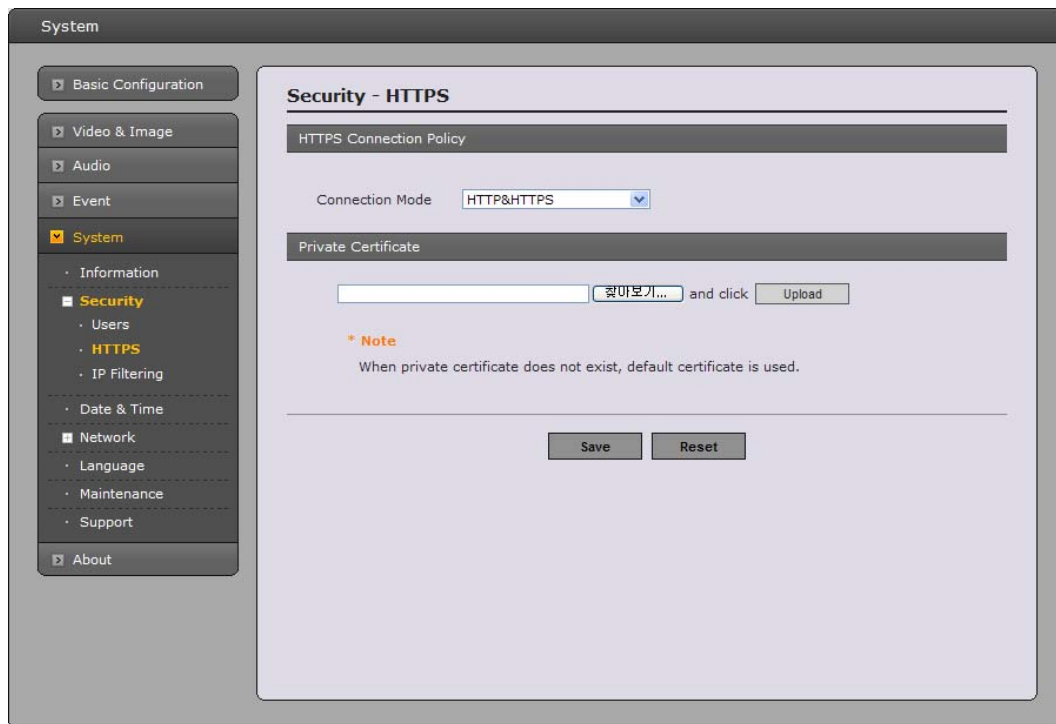 System
Basic Configuration
Video & Image
Audio
Event
System
Information
Security
Users
HTTPS
IP Filtering
Date & Time
Network
Language
Maintenance
Support
About
Security - HTTPS
HTTPS Connection Policy
Connection Mode HTTP&HTTPS
Private Certificate
찾아보기... and click Upload
* Note
When private certificate does not exist, default certificate is used.
Save Reset